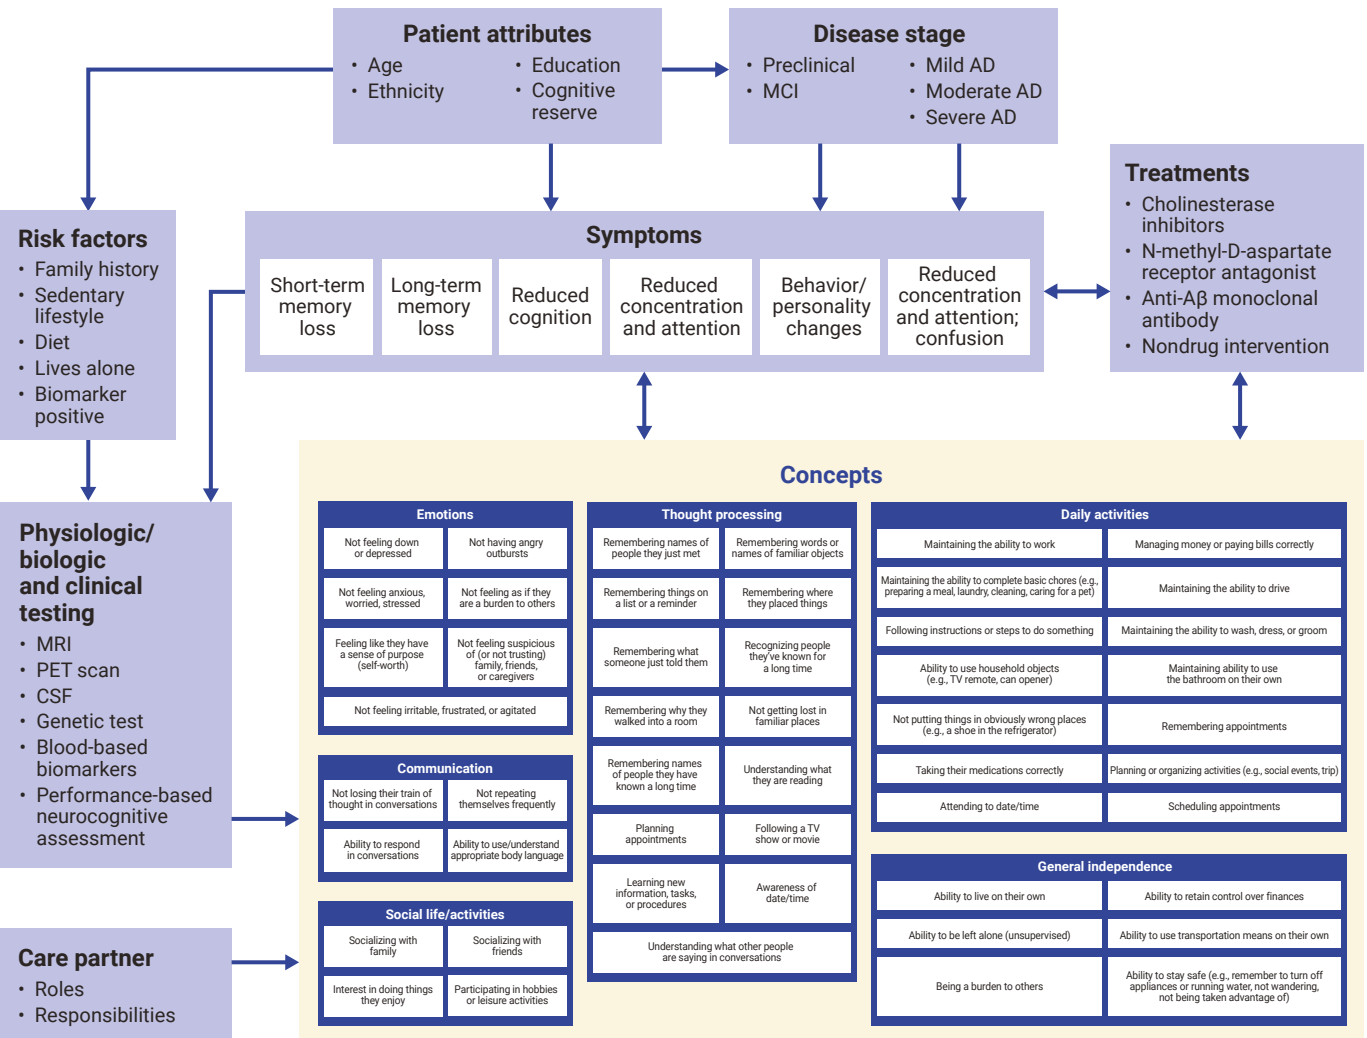 Patient attributes
• Age
• Ethnicity
• Education
• Cognitive
reserve
Disease stage
• Preclinical
• MCI
• Mild AD
• Moderate AD
• Severe AD
Treatments
• Cholinesterase
inhibitors
• N-methyl-D-aspartate
receptor antagonist
• Anti-Aβ monoclonal
antibody
• Nondrug intervention
Risk factors
• Family history
• Sedentary
lifestyle
• Diet
• Lives alone
• Biomarker
positive
Symptoms
Short-term
memory
loss
Long-term
memory
loss
Reduced
cognition
Reduced
concentration
and attention
Behavior/
personality
changes
Reduced
concentration
and attention;
confusion
Physiologic/
biologic
and clinical
testing
• MRI
• PET scan
• CSF
• Genetic test
• Blood-based
biomarkers
• Performance-based
neurocognitive
assessment
Care partner
• Roles
• Responsibilities
Concepts
Emotions
Not feeling down
or depressed
Not having angry
outbursts
Not feeling anxious,
worried, stressed
Not feeling as if they
are a burden to others
Feeling like they have
a sense of purpose
(self-worth)
Not feeling suspicious
of (or not trusting)
family, friends,
or caregivers
Not feeling irritable, frustrated, or agitated
Communication
Not losing their train of
thought in conversations
Not repeating
themselves frequently
Ability to respond
in conversations
Ability to use/understand
appropriate body language
Social life/activities
Socializing with
family
Socializing with
friends
Interest in doing things
they enjoy
Participating in hobbies
or leisure activities
Thought processing
Remembering names of
people they just met
Remembering words or
names of familiar objects
Remembering things on
a list or a reminder
Remembering where
they placed things
Remembering what
someone just told them
Recognizing people
they've known for
a long time
Remembering why they
walked into a room
Not getting lost in
familiar places
Remembering names
of people they have
known a long time
Understanding what
they are reading
Planning
appointments
Following a TV
show or movie
Learning new
information, tasks,
or procedures
Awareness of
date/time
Understanding what other people
are saying in conversations
Daily activities
Maintaining the ability to work
Managing money or paying bills correctly
Maintaining the ability to complete basic chores (e.g.,
preparing a meal, laundry, cleaning, caring for a pet)
Maintaining the ability to drive
Following instructions or steps to do something
Maintaining the ability to wash, dress, or groom
Ability to use household objects
(e.g., TV remote, can opener)
Maintaining ability to use
the bathroom on their own
Not putting things in obviously wrong places
(e.g., a shoe in the refrigerator)
Remembering appointments
Taking their medications correctly
Planning or organizing activities (e.g., social events, trip)
Attending to date/time
Scheduling appointments
General independence
Ability to live on their own
Ability to retain control over finances
Ability to be left alone (unsupervised)
Ability to use transportation means on their own
Being a burden to others
Ability to stay safe (e.g., remember to turn off
appliances or running water, not wandering,
not being taken advantage of)